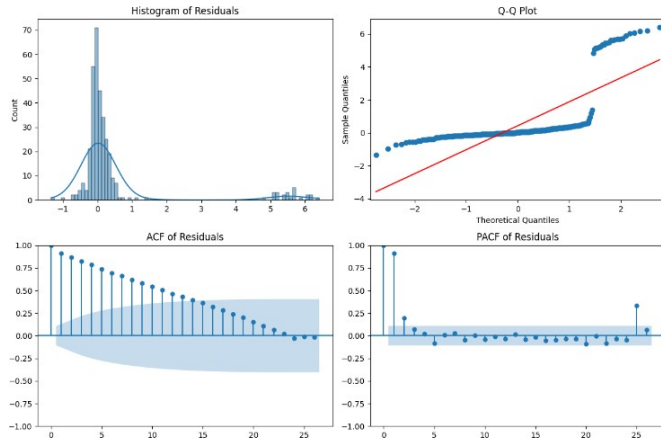 Histogram of Residuals
70
60
50
40
30
20
10
0
Count
-1 0 1 2 3 4 5 6
Q-Q Plot
6
4
2
0
−2
−4
Sample Quantiles
−2 −1 0 1 2
Theoretical Quantiles
ACF of Residuals
1.00
0.75
0.50
0.25
0.00
−0.25
−0.50
−0.75
−1.00
0 5 10 15 20 25
PACF of Residuals
1.00
0.75
0.50
0.25
0.00
−0.25
−0.50
−0.75
−1.00
0 5 10 15 20 25